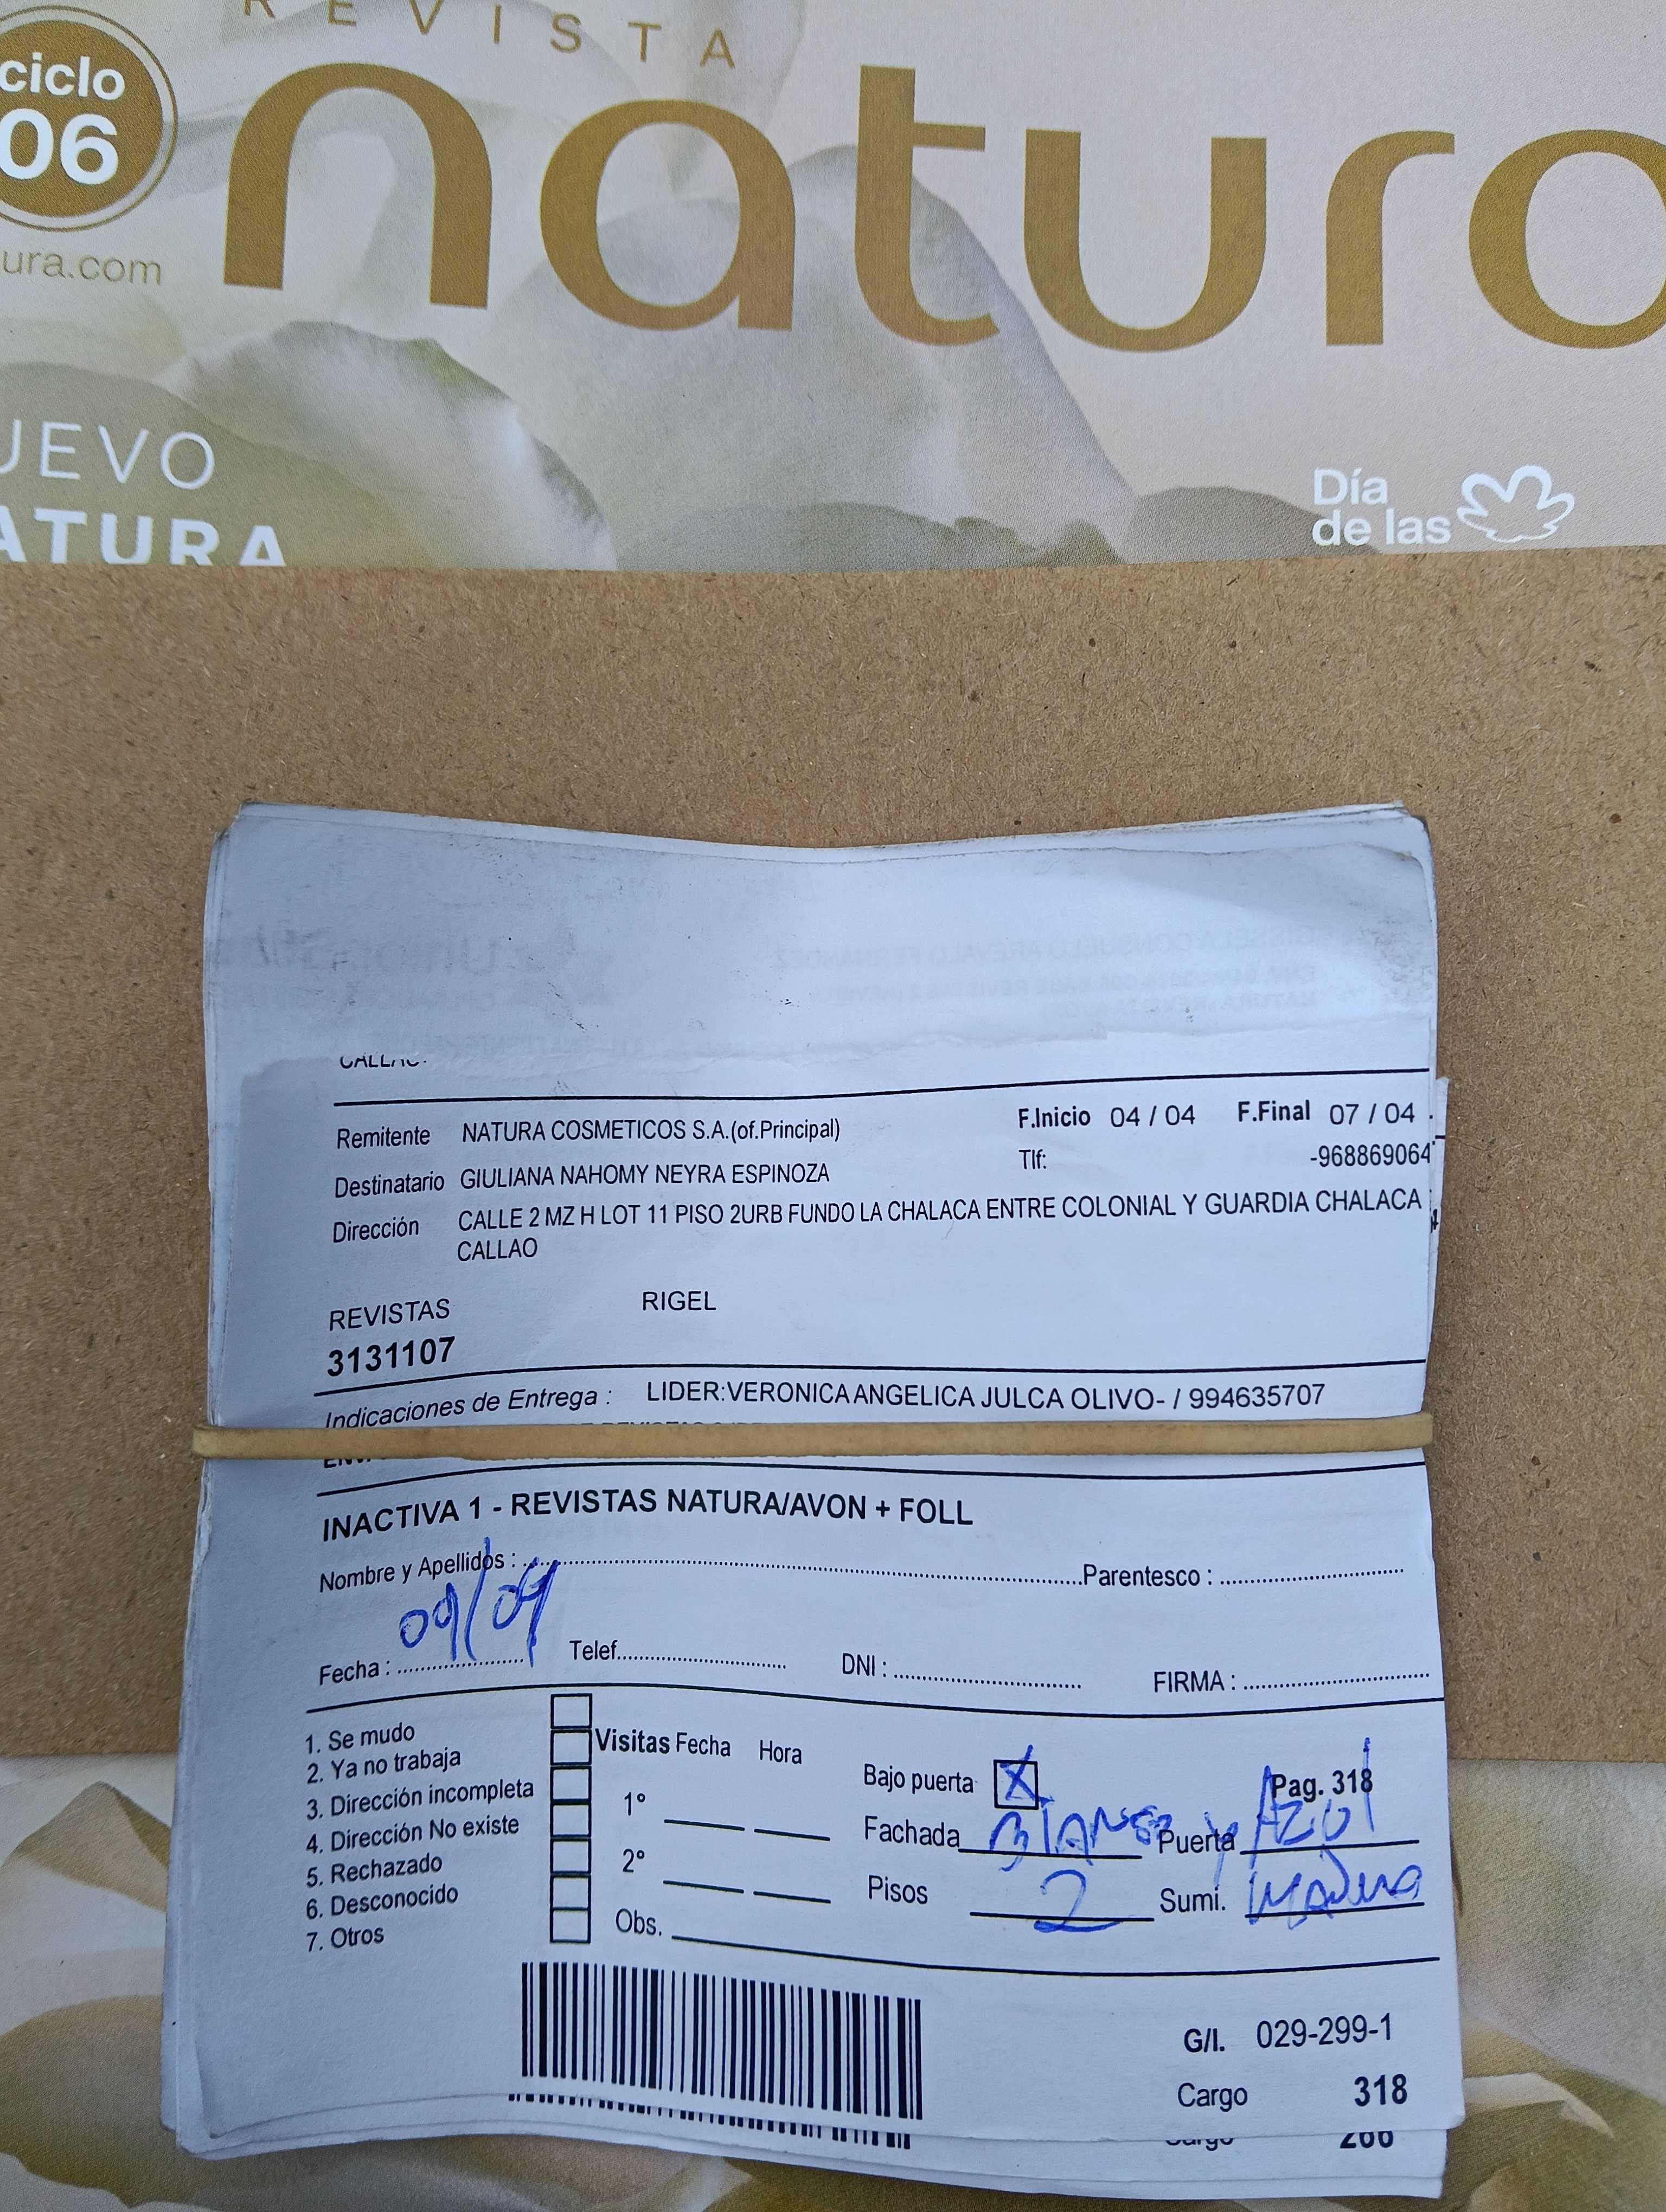 REVISTA
ciclo
06
natura
ura.com
UEVO
ATURA
Día
de las
Remitente NATURA COSMETICOS S.A.(of.Principal) F.Inicio 04 / 04 F.Final 07 / 04
Tlf: -968869064
Destinatario GIULIANA NAHOMY NEYRA ESPINOZA
Dirección CALLE 2 MZ H LOT 11 PISO 2URB FUNDO LA CHALACA ENTRE COLONIAL Y GUARDIA CHALACA
CALLAO
REVISTAS RIGEL
3131107
Indicaciones de Entrega : LIDER:VERONICA ANGELICA JULCA OLIVO- / 994635707
INACTIVA 1 - REVISTAS NATURA/AVON + FOLL
Nombre y Apellidos : Parentesco :
Fecha : 09/04 Telef. DNI : FIRMA :
1. Se mudo
2. Ya no trabaja
3. Dirección incompleta
4. Dirección No existe
5. Rechazado
6. Desconocido
7. Otros
Visitas Fecha Hora
1°
2°
Obs.
Bajo puerta X Pag. 318
Fachada Puerta Azul
Pisos 2 Sumi.
G/I. 029-299-1
Cargo 318
Cargo 266